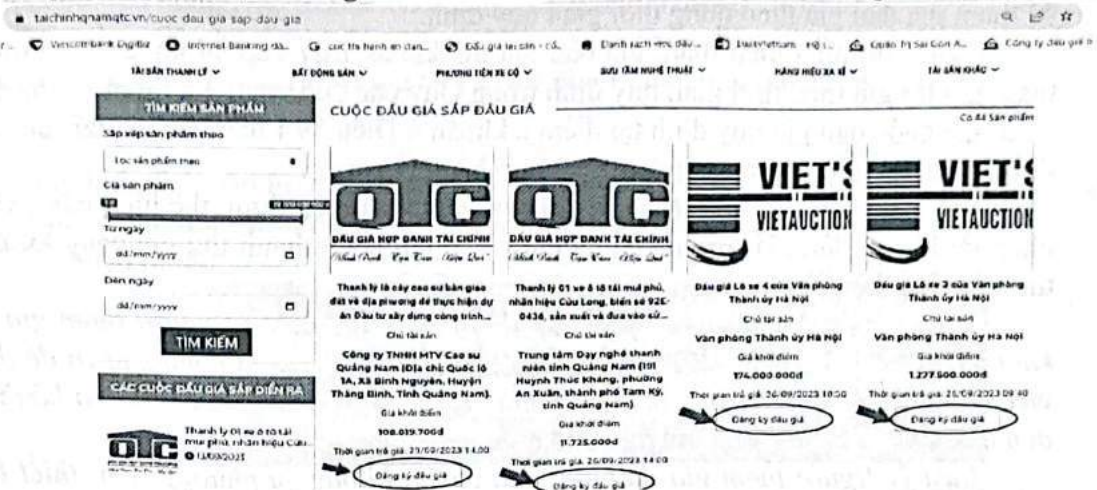 taichinhqnamqtc.vn/cuoc-dau-gia-sap-dau-gia
Vietcombank Digibiz
Internet Banking dà...
TÀI SẢN THANH LÝ
BẤT ĐỘNG SẢN
PHƯƠNG TIỆN XE CỘ
SƯU TẦM NGHỆ THUẬT
HÀNG HIỆU XA XỈ
TÀI SẢN KHÁC
TÌM KIẾM SẢN PHẨM
Sắp xếp sản phẩm theo
Lọc sản phẩm theo
Giá sản phẩm
Từ ngày
dd/mm/yyyy
Đến ngày
dd/mm/yyyy
TÌM KIẾM
CÁC CUỘC ĐẤU GIÁ SẮP DIỄN RA
Thanh lý 01 xe ô tô tải
mui phủ, nhãn hiệu Cửu...
13/09/2023
CUỘC ĐẤU GIÁ SẮP ĐẤU GIÁ
Có 84 Sản phẩm
QTC
ĐẤU GIÁ HỢP DANH TÀI CHÍNH
Thanh lý là cây cao su bàn giao
đất về địa phương để thực hiện dự
án Đầu tư xây dựng công trình...
Chủ tài sản
Công ty TNHH MTV Cao su
Quảng Nam (Địa chỉ: Quốc lộ
1A, Xã Bình Nguyên, Huyện
Thăng Bình, Tỉnh Quảng Nam).
Giá khởi điểm
108.039.700đ
Thời gian trả giá: 29/09/2023 14:00
Đăng ký đấu giá
QTC
ĐẤU GIÁ HỢP DANH TÀI CHÍNH
Thanh lý 01 xe ô tô tải mui phủ,
nhãn hiệu Cửu Long, biển số 92E-
0436, sản xuất và đưa vào sử...
Chủ tài sản
Trung tâm Dạy nghề thanh
niên tỉnh Quảng Nam (191
Huỳnh Thúc Kháng, phường
An Xuân, thành phố Tam Kỳ,
tỉnh Quảng Nam)
Giá khởi điểm
19.725.000đ
Thời gian trả giá: 26/09/2023 14:00
Đăng ký đấu giá
VIET'S
VIETAUCTION
Đấu giá Lô xe 4 của Văn phòng
Thành ủy Hà Nội
Chủ tài sản
Văn phòng Thành ủy Hà Nội
Giá khởi điểm
174.000.000đ
Thời gian trả giá: 26/09/2023 10:50
Đăng ký đấu giá
VIET'S
VIETAUCTION
Đấu giá Lô xe 3 của Văn phòng
Thành ủy Hà Nội
Chủ tài sản
Văn phòng Thành ủy Hà Nội
Giá khởi điểm
1.277.500.000đ
Thời gian trả giá: 26/09/2023 09:40
Đăng ký đấu giá